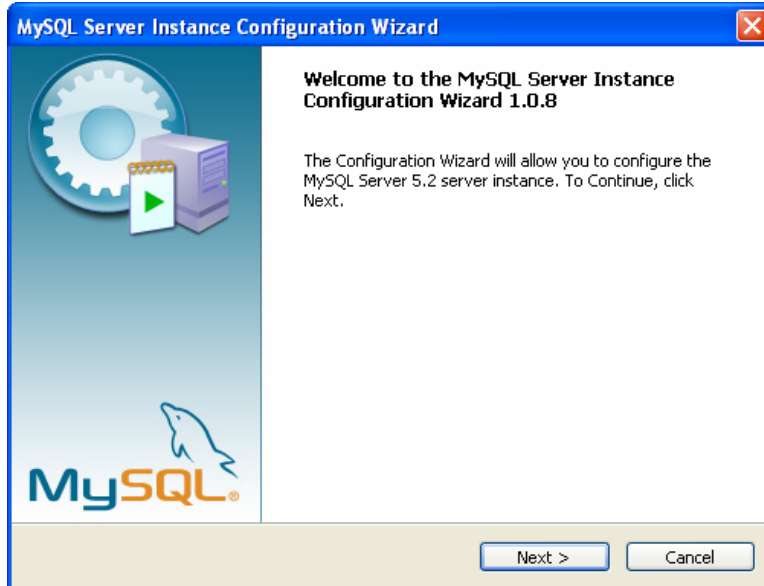 MySQL Server Instance Configuration Wizard
Welcome to the MySQL Server Instance
Configuration Wizard 1.0.8
The Configuration Wizard will allow you to configure the
MySQL Server 5.2 server instance. To Continue, click
Next.
MySQL®
Next >
Cancel